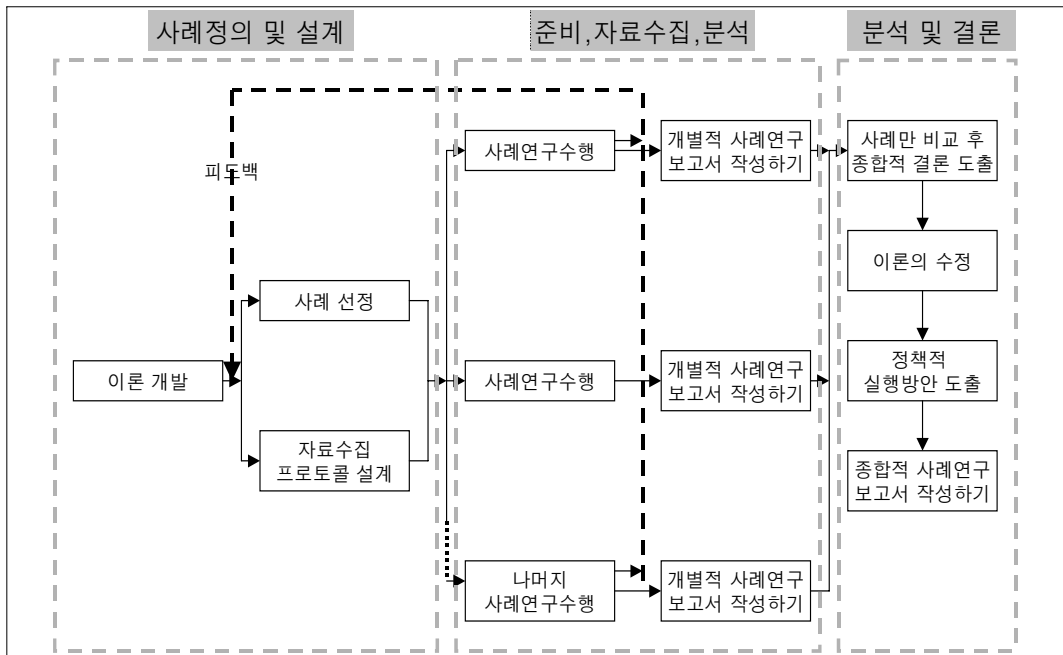 사례정의 및 설계
준비,자료수집,분석
분석 및 결론
피드백
이론 개발
사례 선정
자료수집
프로토콜 설계
사례연구수행
개별적 사례연구
보고서 작성하기
사례연구수행
개별적 사례연구
보고서 작성하기
나머지
사례연구수행
개별적 사례연구
보고서 작성하기
사례만 비교 후
종합적 결론 도출
이론의 수정
정책적
실행방안 도출
종합적 사례연구
보고서 작성하기